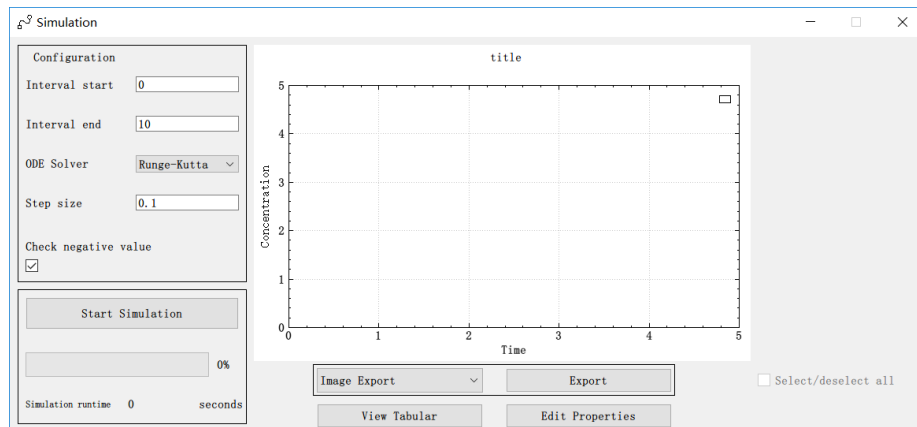 Simulation
Configuration
Interval start 0
Interval end 10
ODE Solver Runge-Kutta
Step size 0.1
Check negative value
Start Simulation
0%
Simulation runtime 0 seconds
title
5
4
3
2
1
0
Concentration
0 1 2 3 4 5
Time
Image Export Export
View Tabular Edit Properties
Select/deselect all